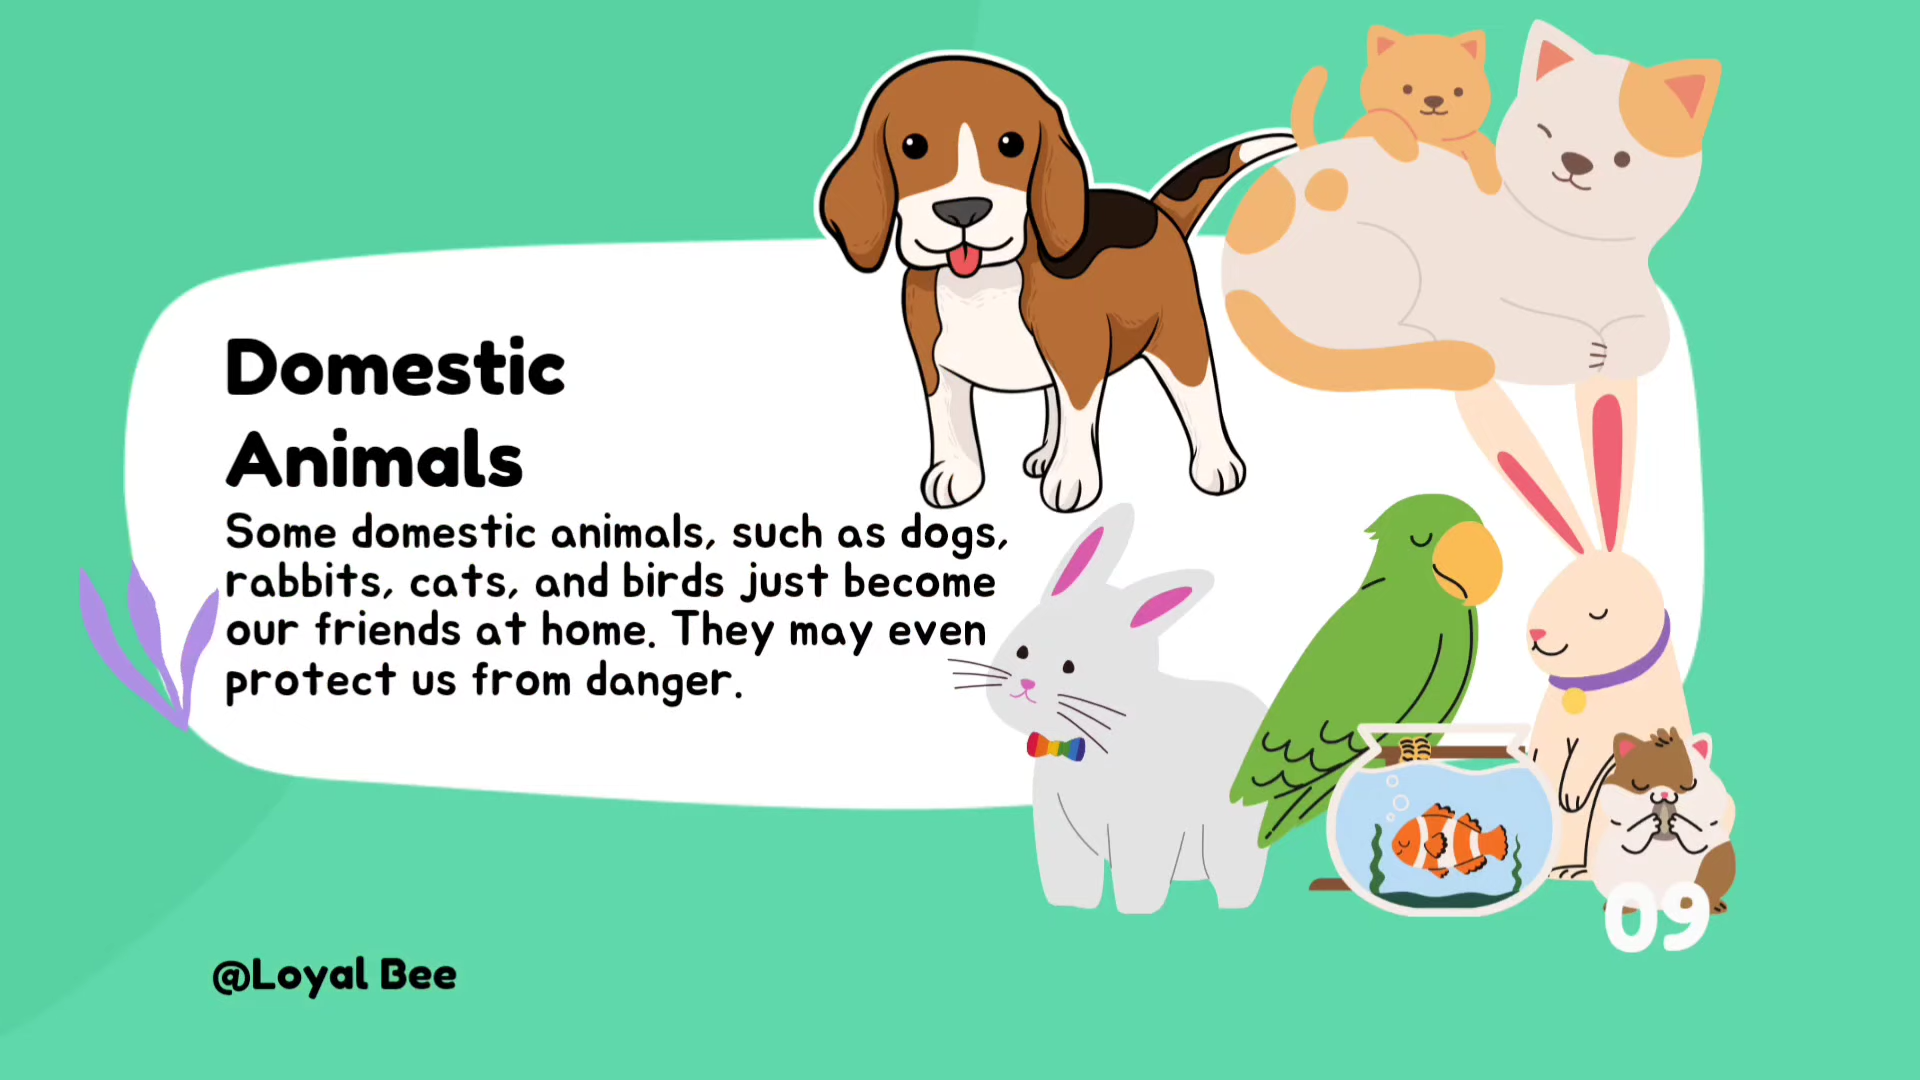 Domestic
Animals
Some domestic animals, such as dogs,
rabbits, cats, and birds just become
our friends at home. They may even
protect us from danger.
@Loyal Bee
09